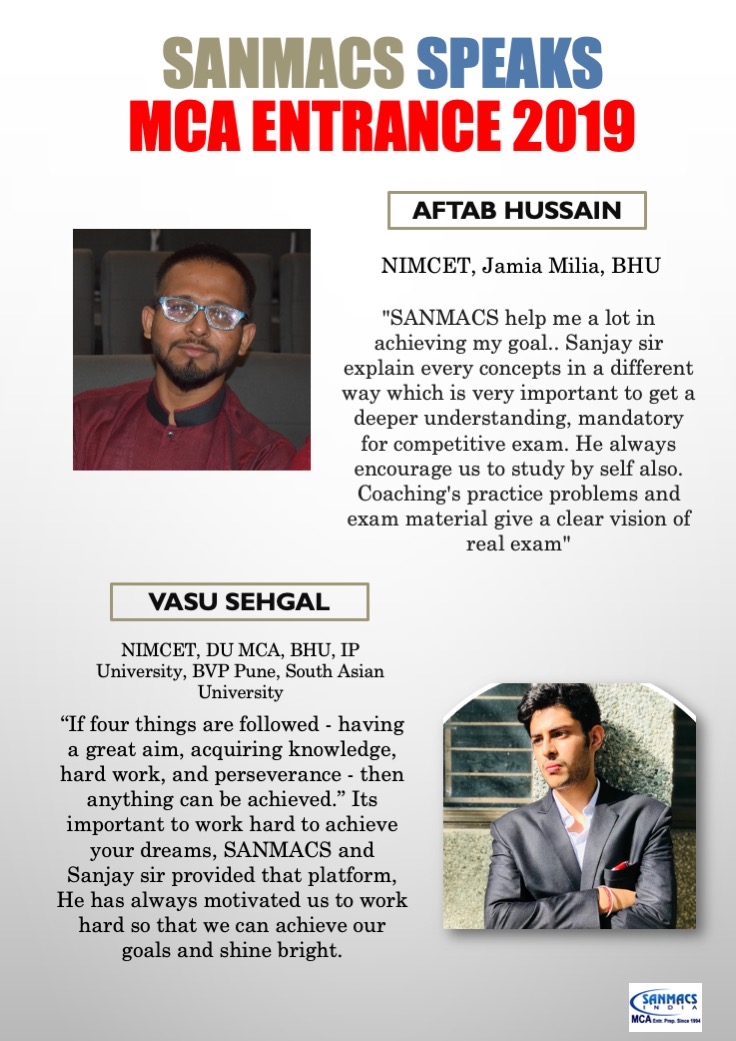 SANMACS SPEAKS
MCA ENTRANCE 2019
AFTAB HUSSAIN
NIMCET, Jamia Milia, BHU
"SANMACS help me a lot in
achieving my goal.. Sanjay sir
explain every concepts in a different
way which is very important to get a
deeper understanding, mandatory
for competitive exam. He always
encourage us to study by self also.
Coaching's practice problems and
exam material give a clear vision of
real exam"
VASU SEHGAL
NIMCET, DU MCA, BHU, IP
University, BVP Pune, South Asian
University
“If four things are followed - having
a great aim, acquiring knowledge,
hard work, and perseverance - then
anything can be achieved.” Its
important to work hard to achieve
your dreams, SANMACS and
Sanjay sir provided that platform,
He has always motivated us to work
hard so that we can achieve our
goals and shine bright.
SANMACS
INDIA
MCA Entr. Prep. Since 1994